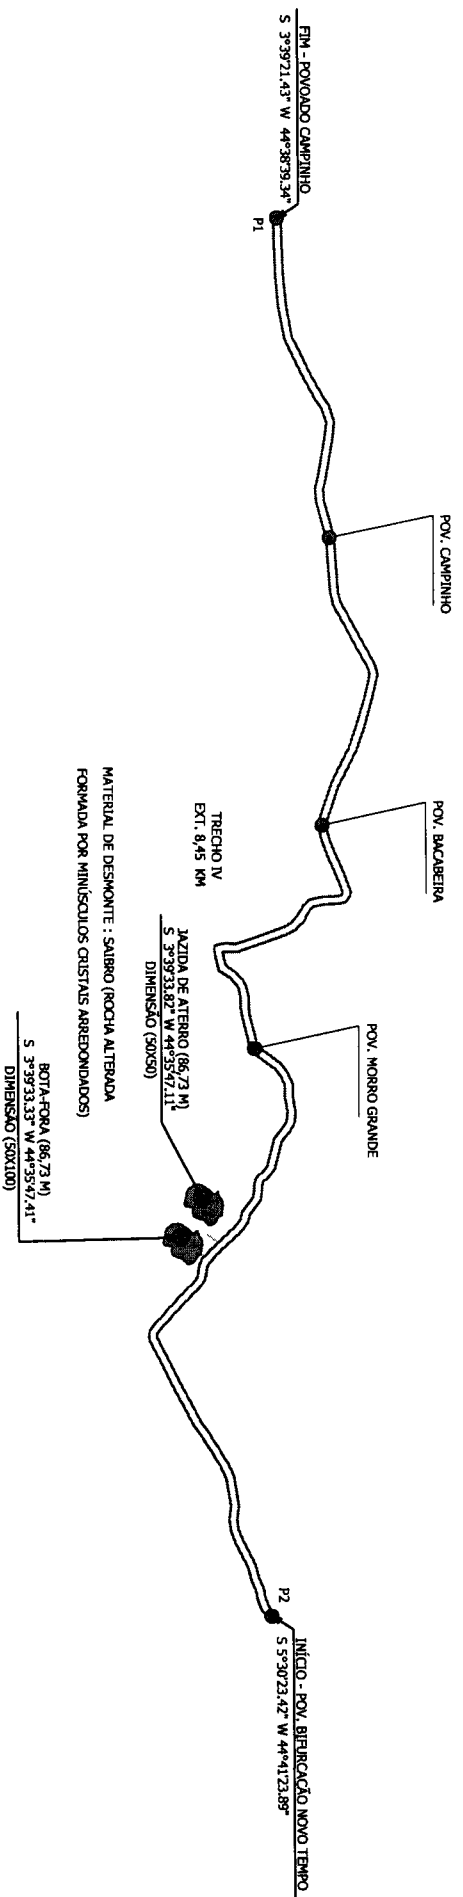 FIM - POVOADO CAMPINHO
S 3°39'21.43" W 44°38'39.34"
P1
POV. CAMPINHO
POV. BACABEIRA
TRECHO IV
EXT. 8,45 KM
POV. MORRO GRANDE
JAZIDA DE ATERRO (86,73 M)
S 3°39'33.82" W 44°35'47.11"
DIMENSÃO (50X50)
MATERIAL DE DESMONTE : SAIBRO (ROCHA ALTERADA
FORMADA POR MINÚSCULOS CRISTAIS ARREDONDADOS)
BOTA-FORA (86,73 M)
S 3°39'33.33" W 44°35'47.41"
DIMENSÃO (50X100)
P2
INÍCIO - POV. BIFURCAÇÃO NOVO TEMPO
S 5°30'23.42" W 44°41'23.89"